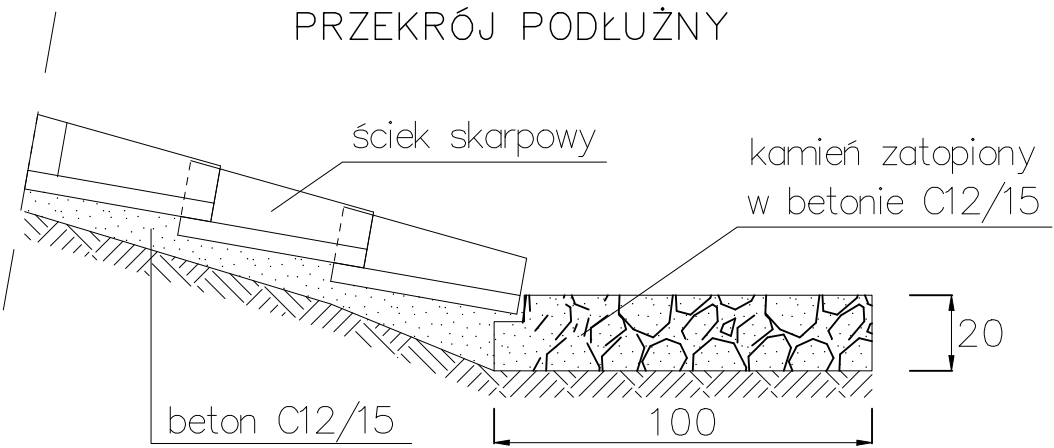 PRZEKRÓJ PODŁUŻNY
ściek skarpowy
kamień zatopiony
w betonie C12/15
20
beton C12/15
100